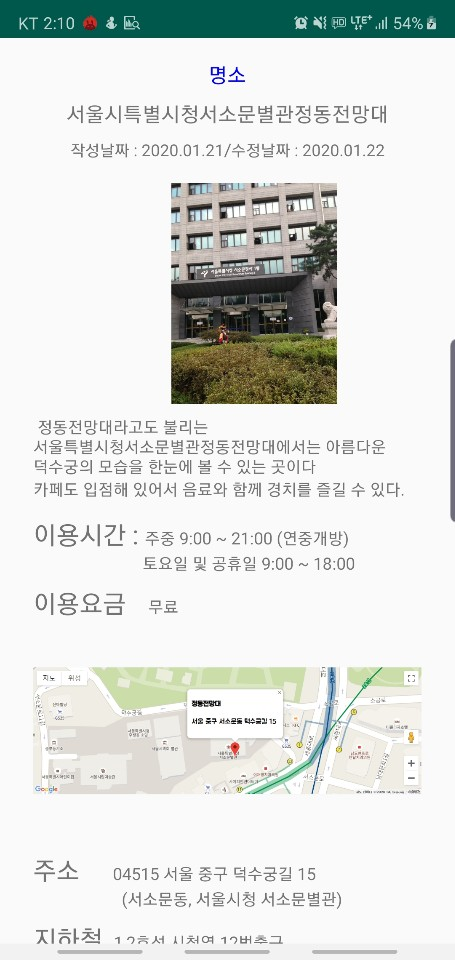 KT 2:10
HD LTE+ 54%
명소
서울시특별시청서소문별관정동전망대
작성날짜 : 2020.01.21/수정날짜 : 2020.01.22
정동전망대라고도 불리는
서울특별시청서소문별관정동전망대에서는 아름다운
덕수궁의 모습을 한눈에 볼 수 있는 곳이다
카페도 입점해 있어서 음료와 함께 경치를 즐길 수 있다.
이용시간 : 주중 9:00 ~ 21:00 (연중개방)
토요일 및 공휴일 9:00 ~ 18:00
이용요금 무료
지도 위성
정동전망대
서울 중구 서소문동 덕수궁길 15
GS25
Google
주소 04515 서울 중구 덕수궁길 15
(서소문동, 서울시청 서소문별관)
지하철 1,2호선 시청역 12번출구